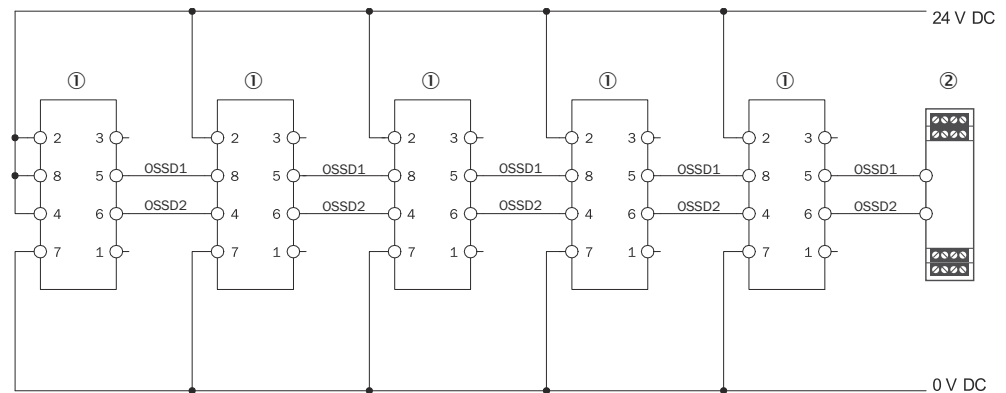 24 V DC
① ① ① ① ① ②
2 3 2 3 2 3 2 3 2 3
8 5 OSSD1 8 5 OSSD1 8 5 OSSD1 8 5 OSSD1 8 5 OSSD1
4 6 OSSD2 4 6 OSSD2 4 6 OSSD2 4 6 OSSD2 4 6 OSSD2
7 1 7 1 7 1 7 1 7 1
0 V DC